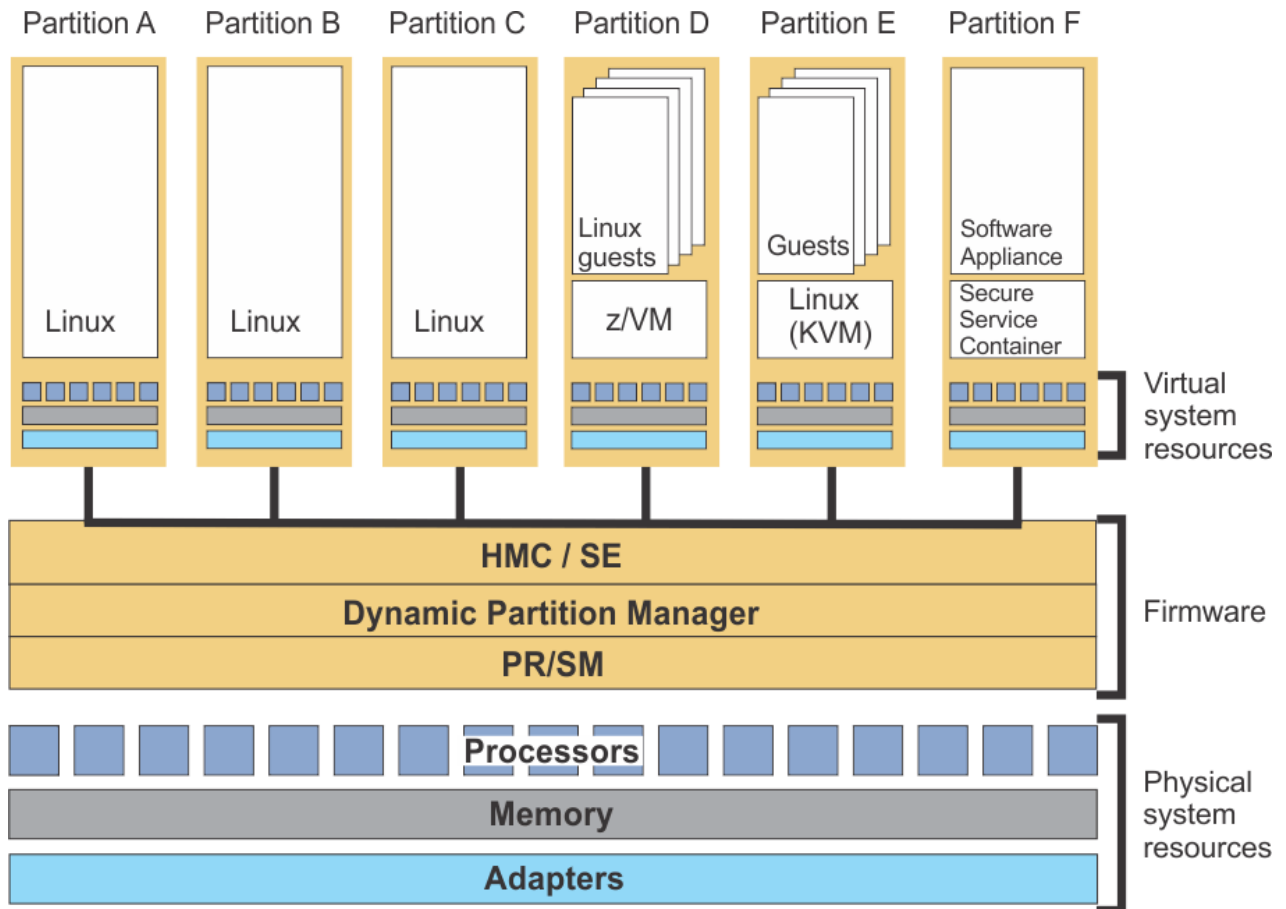 Partition A
Partition B
Partition C
Partition D
Partition E
Partition F
Linux
Linux
Linux
Linux
guests
z/VM
Guests
Linux
(KVM)
Software
Appliance
Secure
Service
Container
Virtual
system
resources
HMC / SE
Dynamic Partition Manager
PR/SM
Firmware
Processors
Memory
Adapters
Physical
system
resources